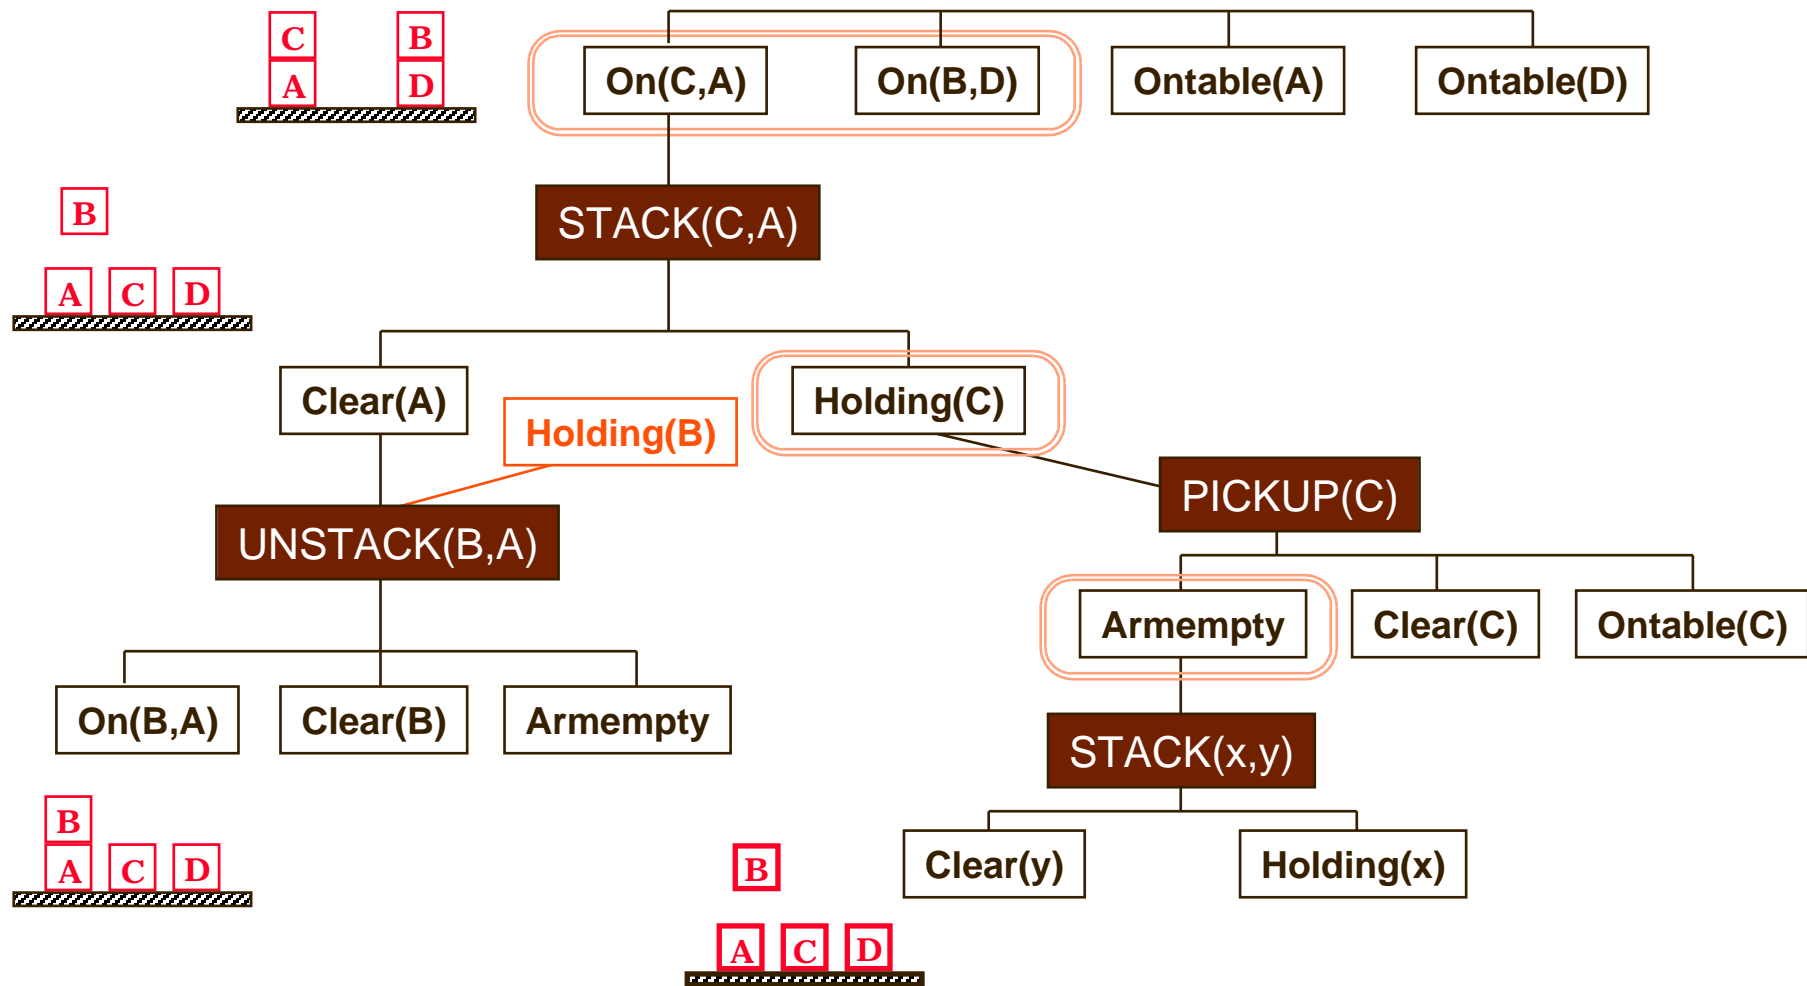 C
B
A
D
On(C,A)
On(B,D)
Ontable(A)
Ontable(D)
B
STACK(C,A)
A
C
D
Clear(A)
Holding(B)
Holding(C)
UNSTACK(B,A)
PICKUP(C)
Armempty
Clear(C)
Ontable(C)
On(B,A)
Clear(B)
Armempty
STACK(x,y)
B
A
C
D
Clear(y)
Holding(x)
B
A
C
D